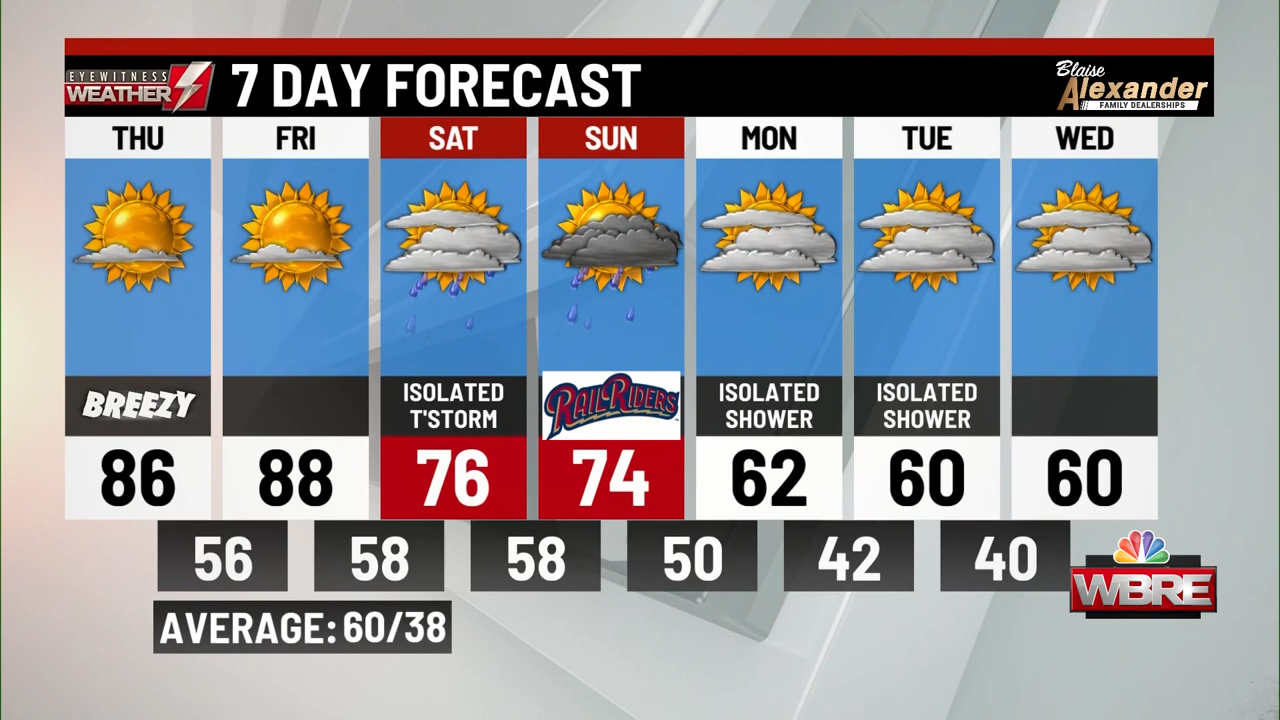 EYEWITNESS
WEATHER
7 DAY FORECAST
Blaise
Alexander
FAMILY DEALERSHIPS
THU FRI SAT SUN MON TUE WED
BREEZY
ISOLATED
T'STORM
RAILRIDERS
ISOLATED
SHOWER
ISOLATED
SHOWER
86 88 76 74 62 60 60
56 58 58 50 42 40
WBRE
AVERAGE: 60/38